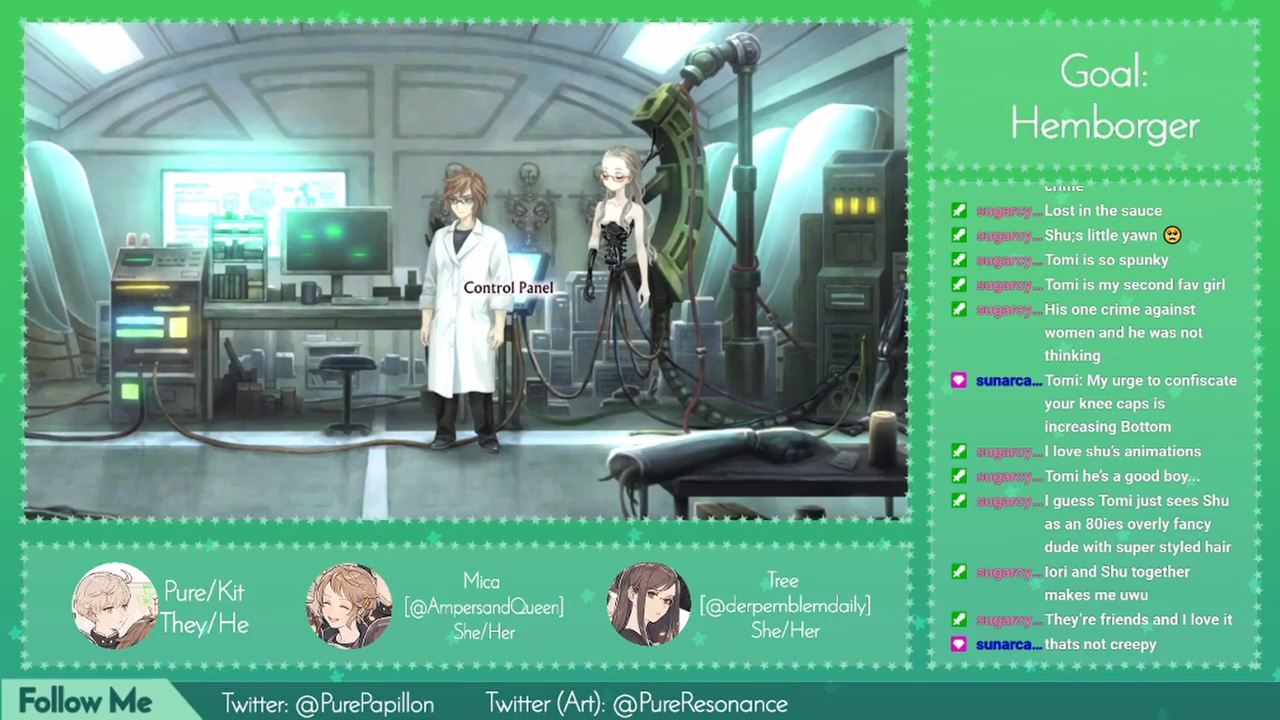 Control Panel
Goal:
Hemborger
crime
sugarcy... Lost in the sauce
sugarcy... Shu;s little yawn 🥺
sugarcy... Tomi is so spunky
sugarcy... Tomi is my second fav girl
sugarcy... His one crime against
women and he was not
thinking
sunarca... Tomi: My urge to confiscate
your knee caps is
increasing Bottom
sugarcy... I love shu's animations
sugarcy... Tomi he's a good boy...
sugarcy... I guess Tomi just sees Shu
as an 80ies overly fancy
dude with super styled hair
sugarcy... Iori and Shu together
makes me uwu
sugarcy... They're friends and I love it
sunarca... thats not creepy
Pure/Kit
They/He
Mica
[@AmpersandQueen]
She/Her
Tree
[@derpemblemdaily]
She/Her
Follow Me
Twitter: @PurePapillon
Twitter (Art): @PureResonance